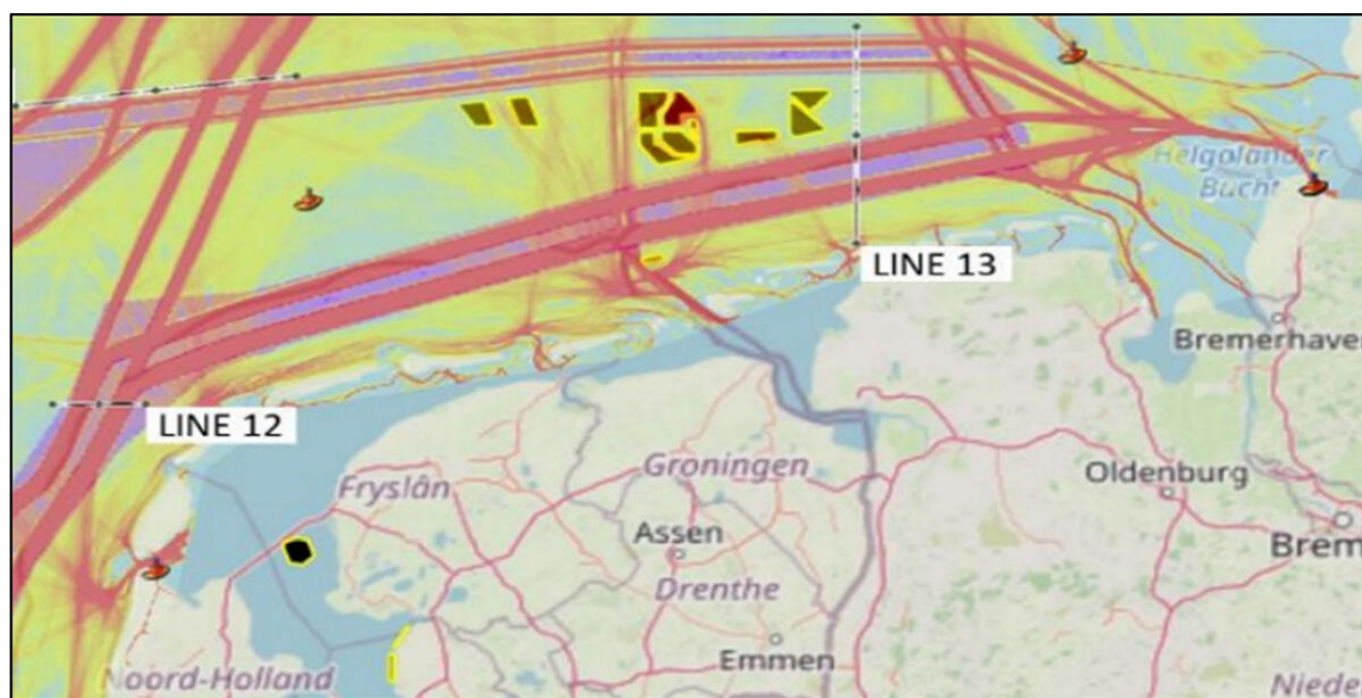 Helgolander
Bucht
LINE 13
Bremerhave
LINE 12
Groningen
Fryslân
Oldenburg
Assen
Brem
Drenthe
Emmen
Noord-Holland
Niede